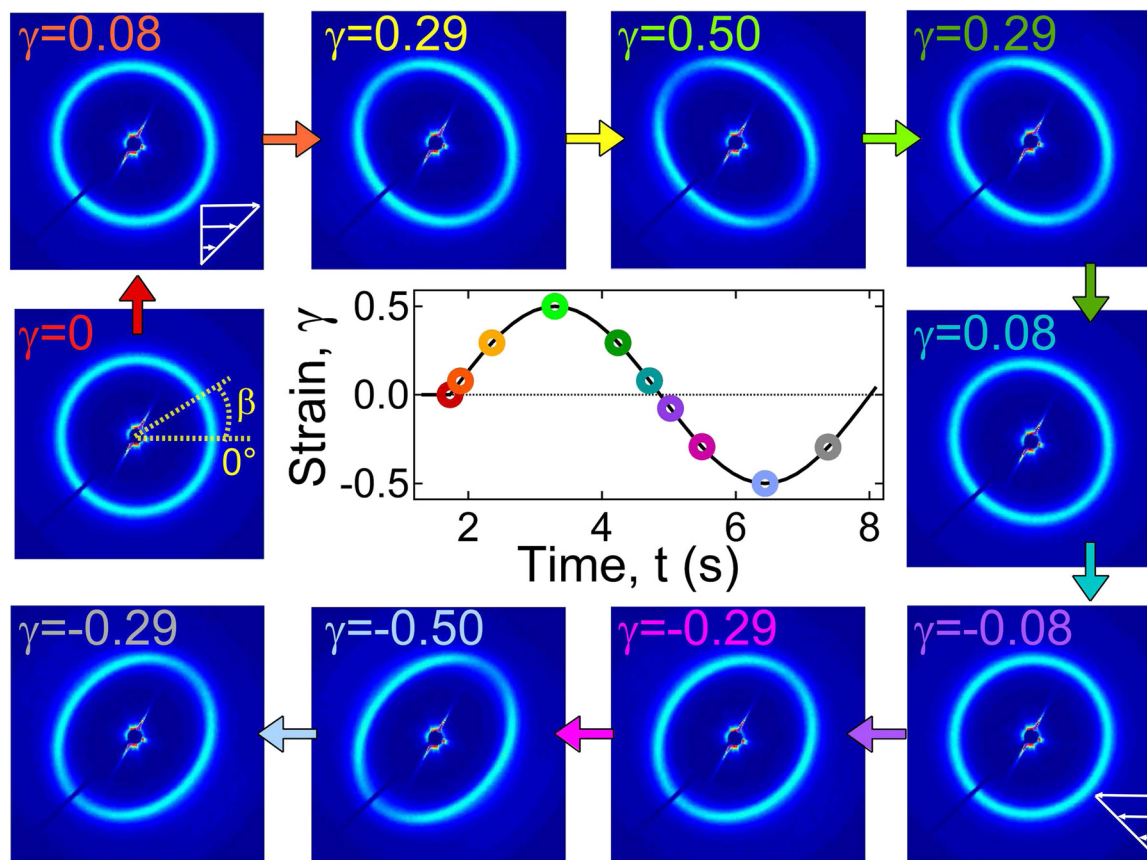 γ=0.08
γ=0.29
γ=0.50
γ=0.29
γ=0
β
0°
0.5
0.0
-0.5
Strain, γ
2
4
6
8
Time, t (s)
γ=0.08
γ=-0.29
γ=-0.50
γ=-0.29
γ=-0.08